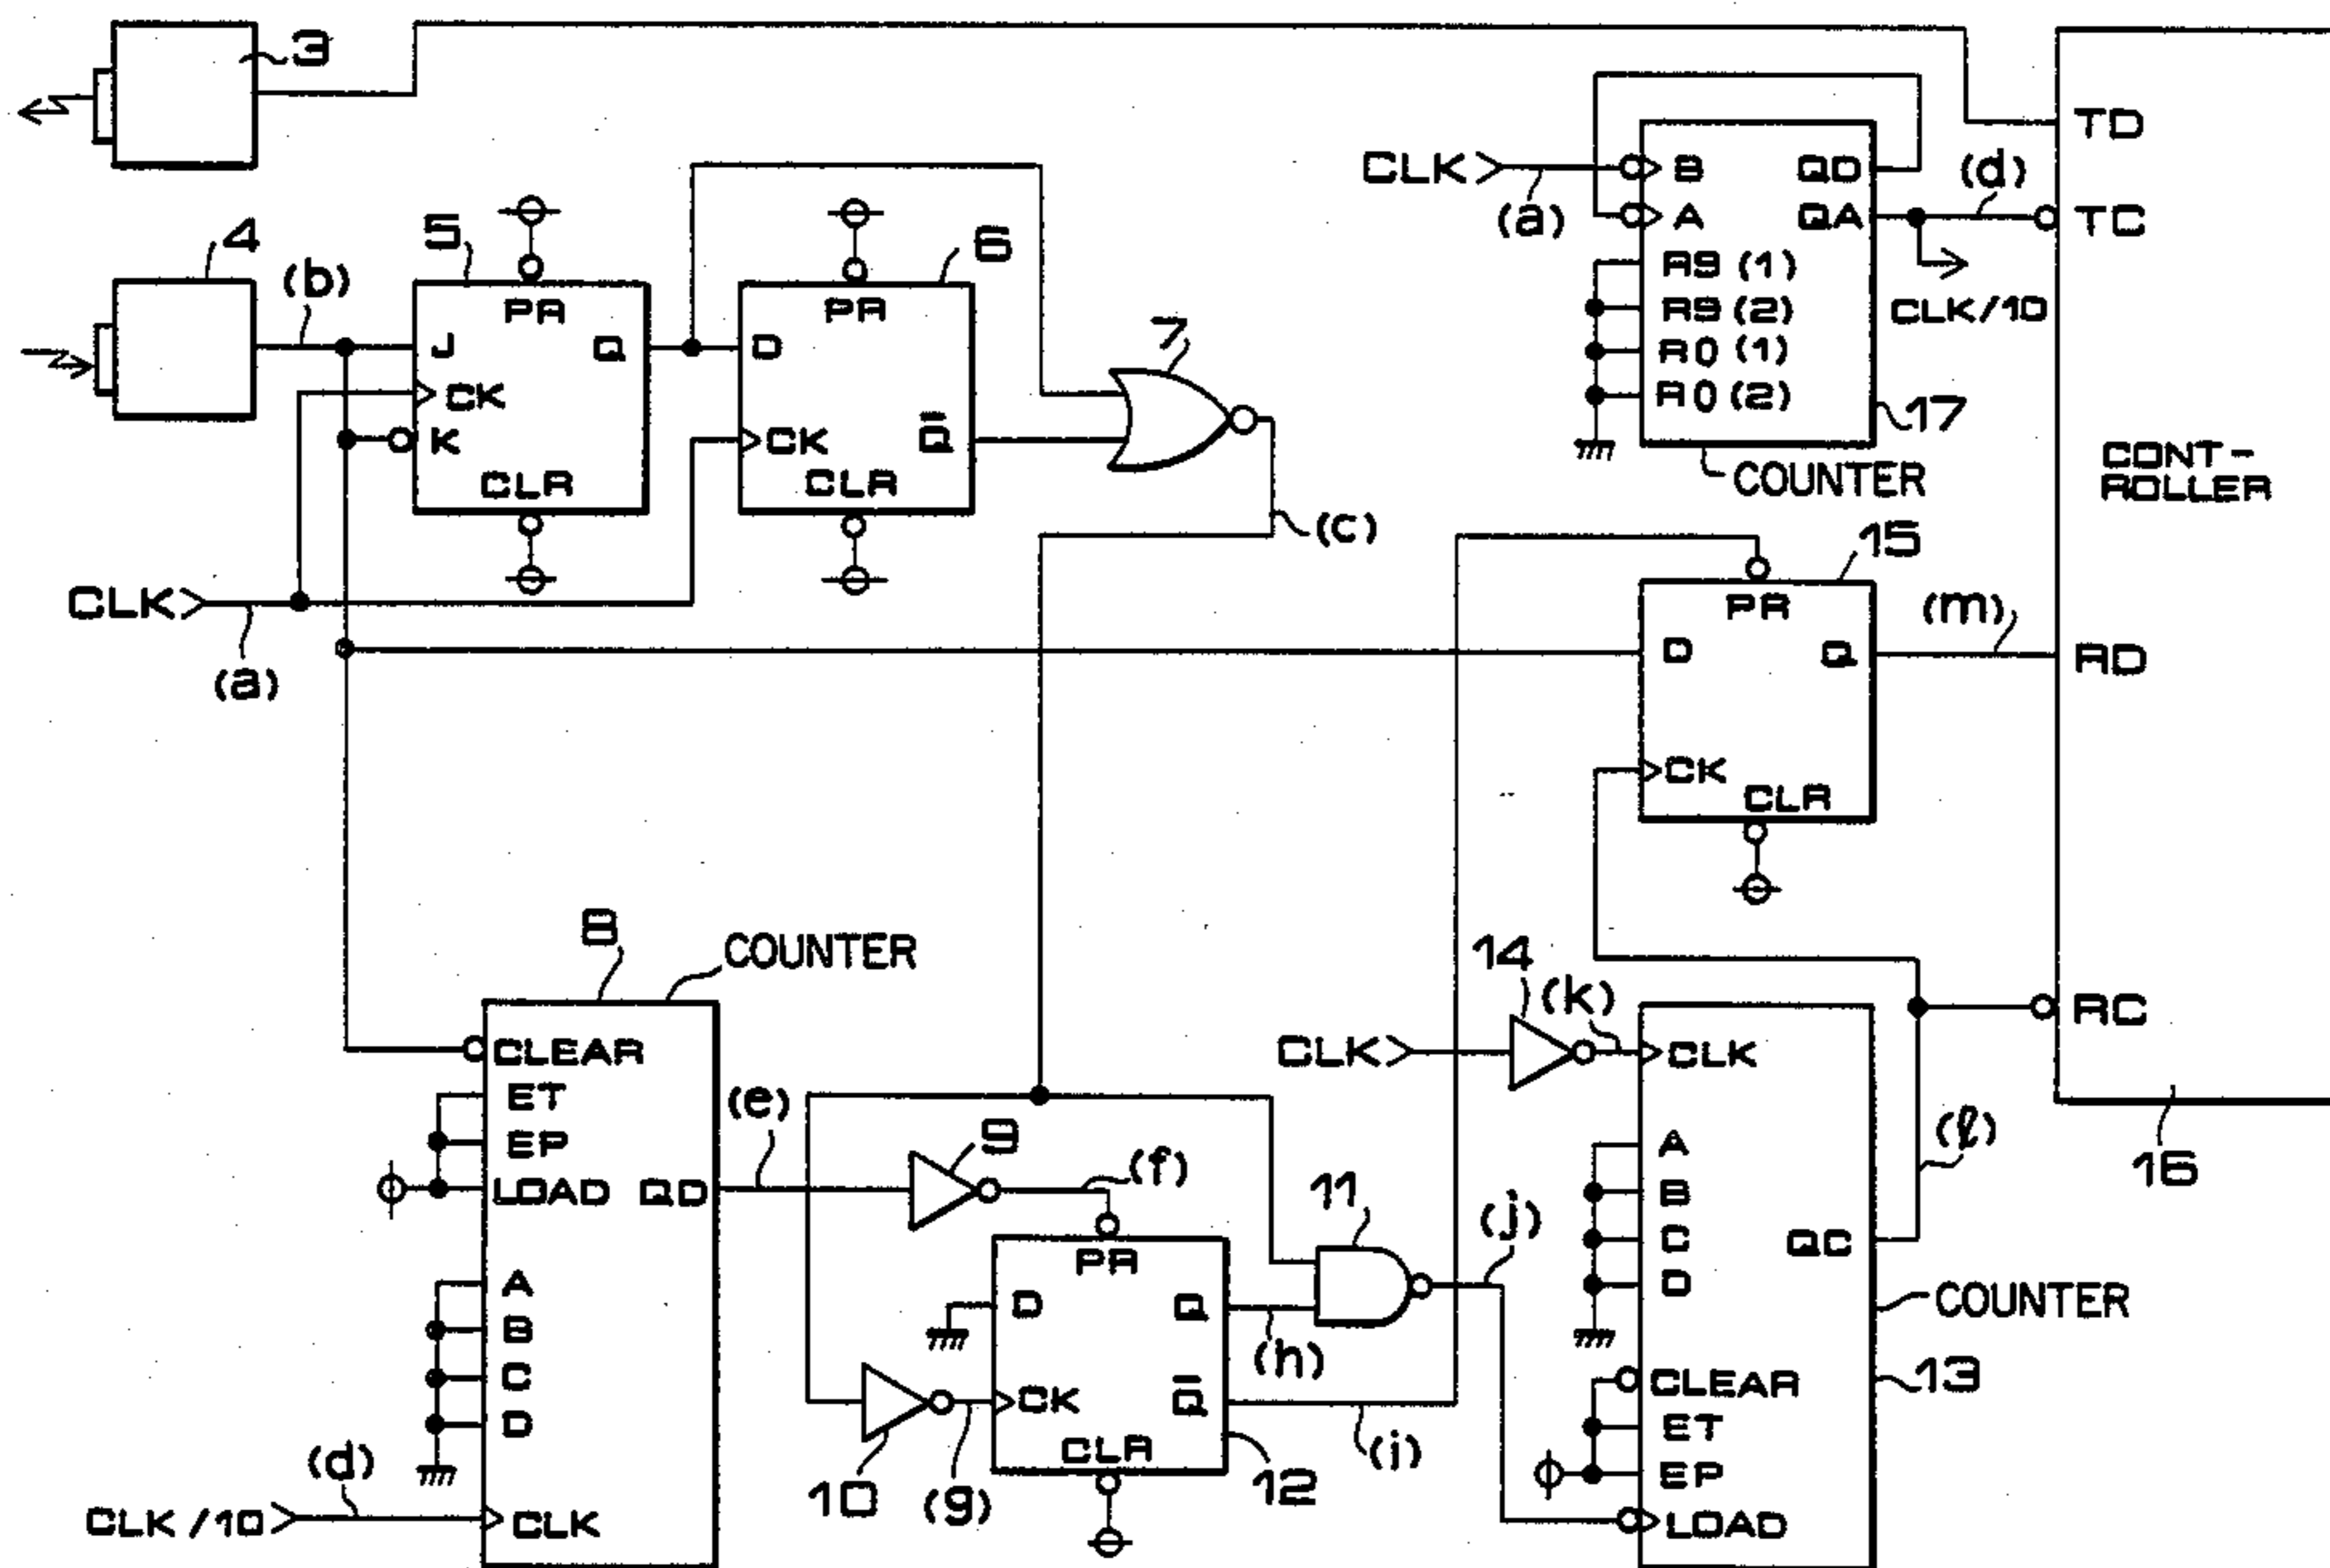 3
TD
CLK
B
QD
(d)
(a)
A
QA
TC
4
(b)
5
6
R9 (1)
R9 (2)
R0 (1)
R0 (2)
CLK/10
17
COUNTER
CONT-
ROLLER
PR
J
Q
CK
K
CLR
PR
D
CK
Q̅
CLR
7
(c)
CLK
(a)
15
PR
(m)
D
Q
RD
CK
CLR
8
COUNTER
14
(k)
RC
CLEAR
ET
EP
LOAD
QD
A
B
C
D
CLK/10
(d)
CLK
(e)
9
(f)
10
(g)
PR
D
Q
CK
Q̅
CLR
12
(h)
(i)
11
(j)
CLK
CLK
A
B
C
D
QC
(ℓ)
16
COUNTER
13
CLEAR
ET
EP
LOAD